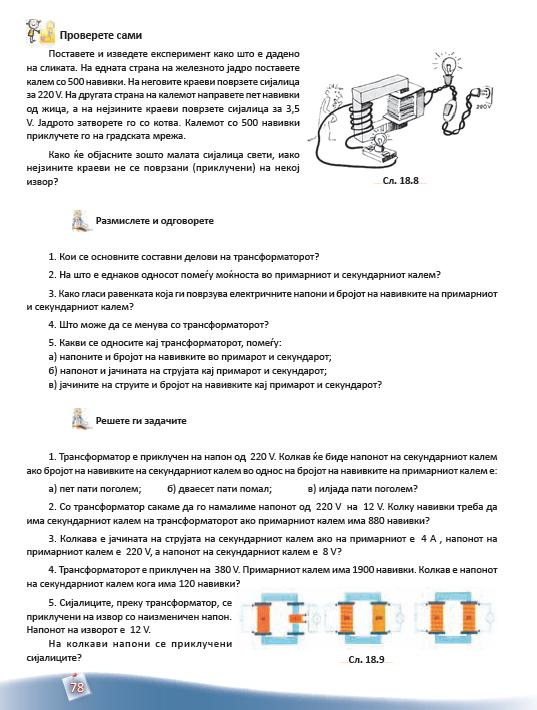 Проверете сами
Поставете и изведете експеримент како што е дадено
на сликата. На едната страна на железното јадро поставете
калем со 500 навивки. На неговите краеви поврзете сијалица
за 220 V. На другата страна на калемот направете пет навивки
од жица, а на нејзините краеви поврзете сијалица за 3,5
V. Јадрото затворете го со котва. Калемот со 500 навивки
приклучете го на градската мрежа.
Како ќе објасните зошто малата сијалица свети, иако
нејзините краеви не се поврзани (приклучени) на некој
извор?
220V
Сл. 18.8
Размислете и одговорете
1. Кои се основните составни делови на трансформаторот?
2. На што е еднаков односот помеѓу моќноста во примарниот и секундарниот калем?
3. Како гласи равенката која ги поврзува електричните напони и бројот на навивките на примарниот
и секундарниот калем?
4. Што може да се менува со трансформаторот?
5. Какви се односите кај трансформаторот, помеѓу:
а) напоните и бројот на навивките во примарот и секундарот;
б) напонот и јачината на струјата кај примарот и секундарот;
в) јачините на струите и бројот на навивките кај примарот и секундарот?
Решете ги задачите
1. Трансформатор е приклучен на напон од 220 V. Колкав ќе биде напонот на секундарниот калем
ако бројот на навивките на секундарниот калем во однос на бројот на навивките на примарниот калем е:
а) пет пати поголем; б) дваесет пати помал; в) илјада пати поголем?
2. Со трансформатор сакаме да го намалиме напонот од 220 V на 12 V. Колку навивки треба да
има секундарниот калем на трансформаторот ако примарниот калем има 880 навивки?
3. Колкава е јачината на струјата на секундарниот калем ако на примарниот е 4 А , напонот на
примарниот калем е 220 V, а напонот на секундарниот калем е 8 V?
4. Трансформаторот е приклучен на 380 V. Примарниот калем има 1900 навивки. Колкав е напонот
на секундарниот калем кога има 120 навивки?
5. Сијалиците, преку трансформатор, се
приклучени на извор со наизменичен напон.
Напонот на изворот е 12 V.
На колкави напони се приклучени
сијалиците?
Сл. 18.9
78